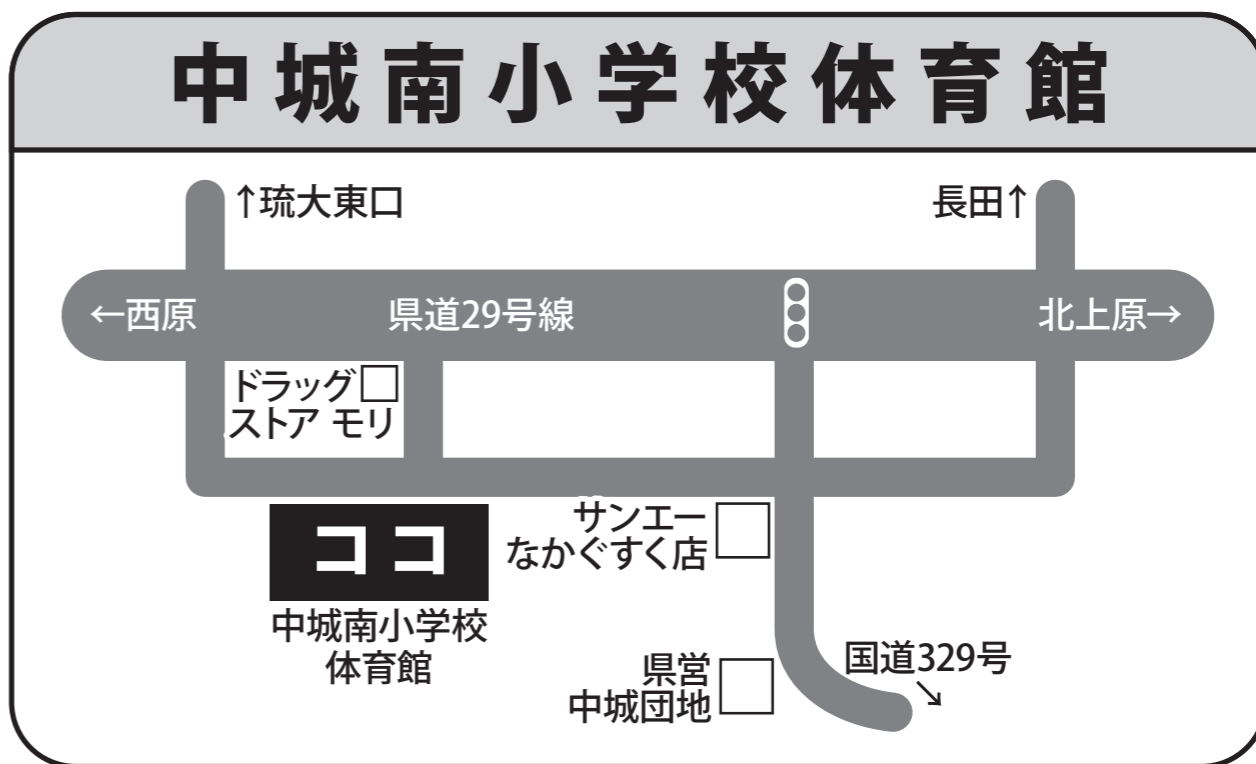 中城南小学校体育館
↑琉大東口
長田↑
←西原
県道29号線
北上原→
ドラッグ
ストア モリ
ココ
中城南小学校
体育館
サンエー
なかぐすく店
県営
中城団地
国道329号
↘